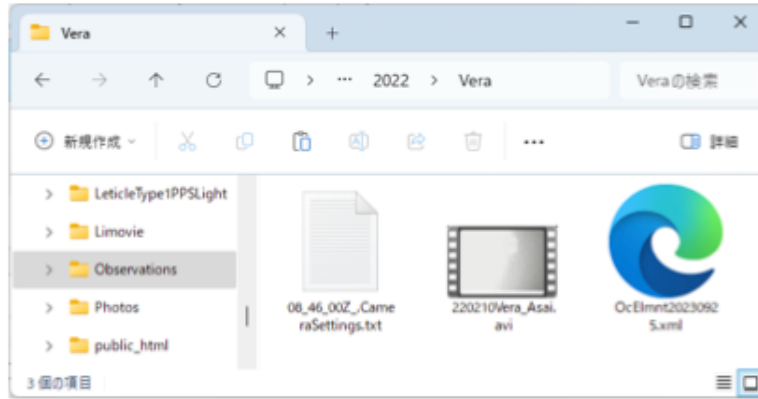 Vera
2022 > Vera
Veraの検索
新規作成
詳細
LeticleType1PPSLight
Limovie
Observations
Photos
public_html
08_46_00Z_.Came
raSettings.txt
220210Vera_Asai.
avi
OcElmnt2023092
5.xml
3 個の項目